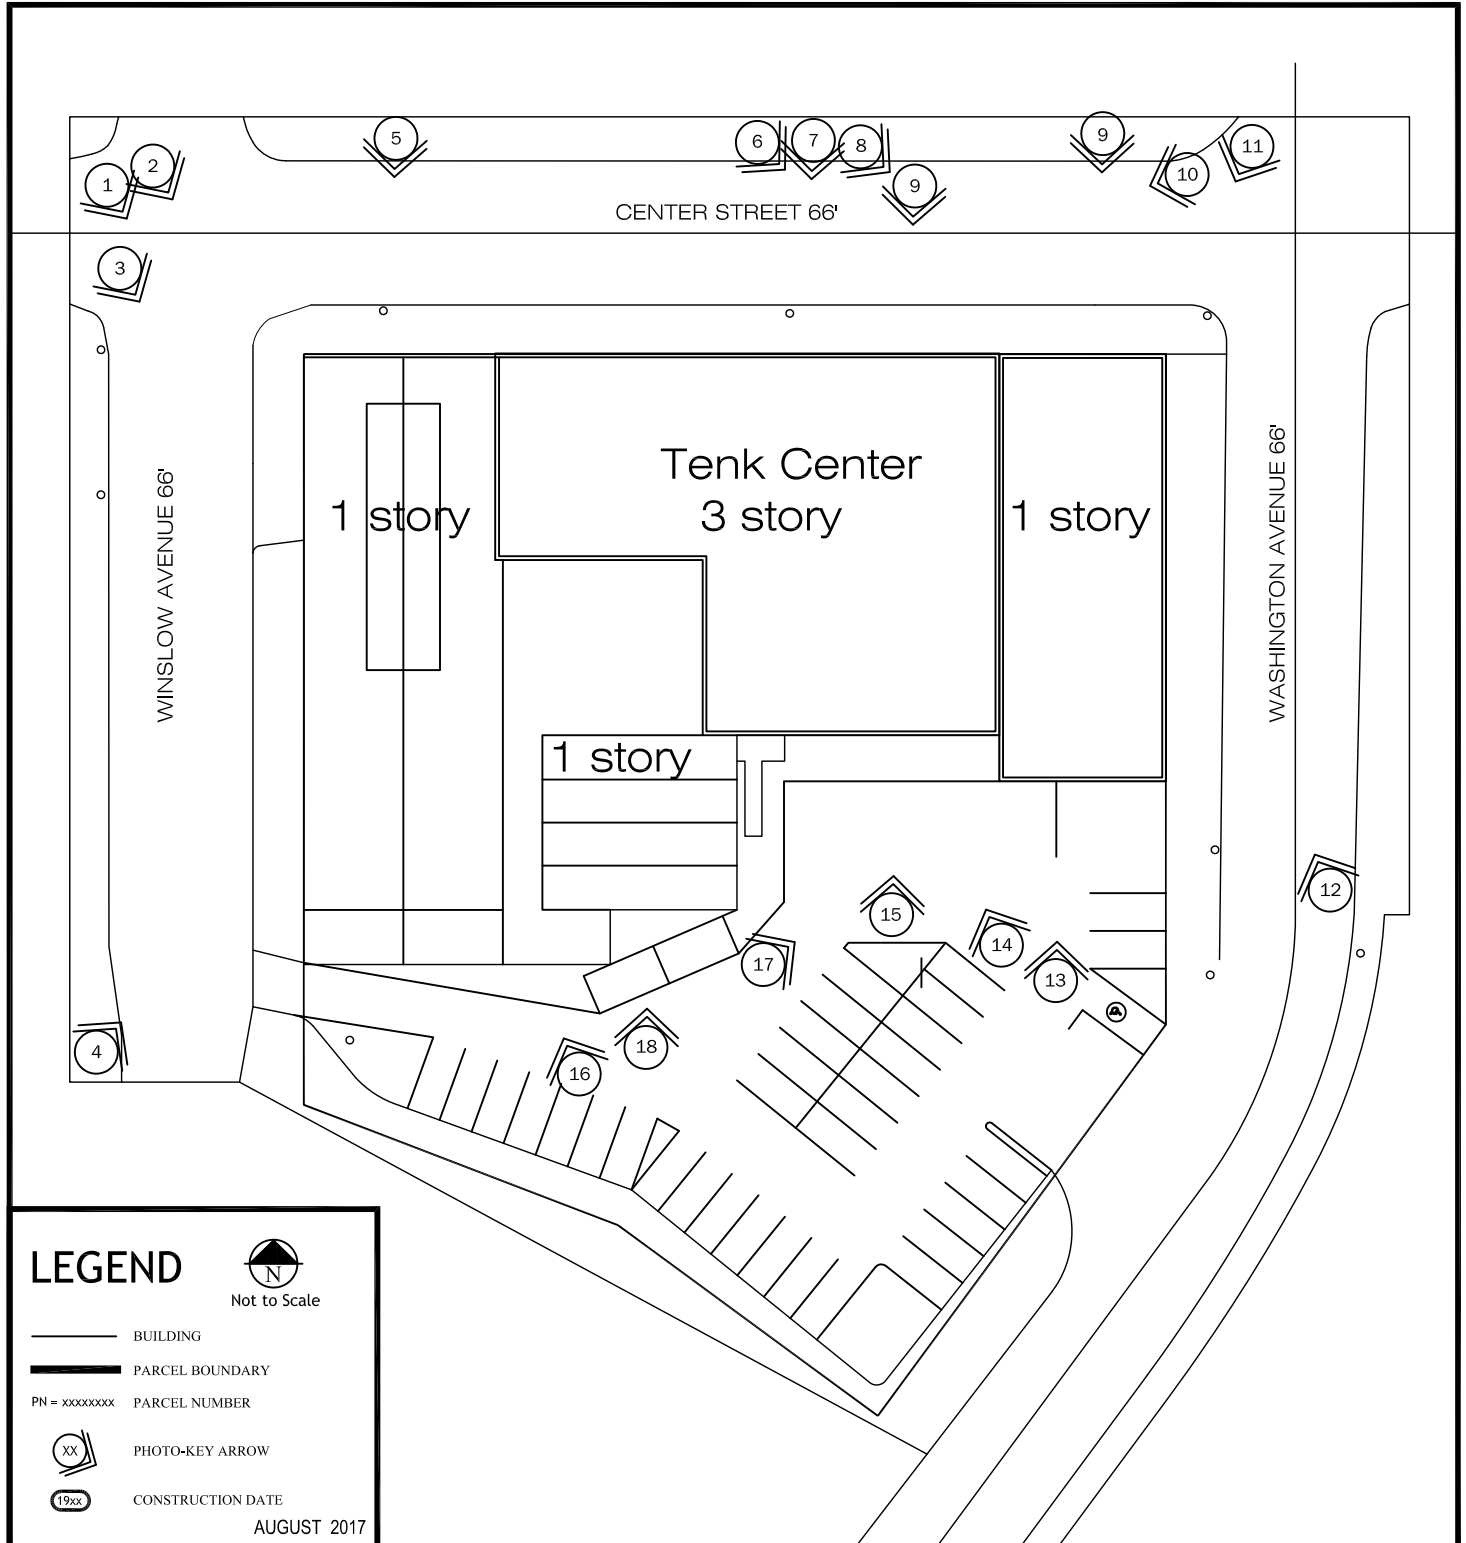 5
6
7
8
9
11
2
1
10
9
CENTER STREET 66'
3
Tenk Center
1 story
3 story
1 story
WINSLOW AVENUE 66'
WASHINGTON AVENUE 66'
1 story
12
15
14
17
13
18
4
16
LEGEND
N
Not to Scale
BUILDING
PARCEL BOUNDARY
PN = xxxxxxxx PARCEL NUMBER
XX PHOTO-KEY ARROW
19xx CONSTRUCTION DATE
AUGUST 2017